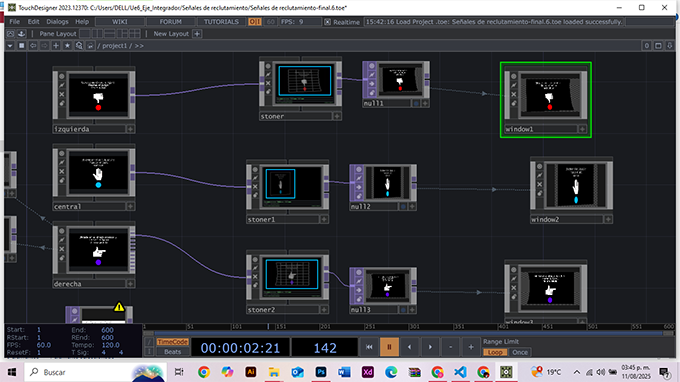 TouchDesigner 2023.12370: C:/Users/DELL/Ue6_Eje_Integrador/Señales de reclutamiento/Señales de reclutamiento-final.6.toe*
File Edit Dialogs Help WIKI FORUM TUTORIALS OII FPS: 9 Realtime 15:42:16 Load Project .toe: Señales de reclutamiento-final.6.toe loaded successfully.
Pane Layout New Layout +
/ project1 / >>
stoner
null1
izquierda
window1
central
stoner1
null2
window2
derecha
stoner2
null3
window3
Start: 1 End: 600
RStart: 1 REnd: 600
FPS: 60.0 Tempo: 120.0
ResetF: 1 T Sig: 4 4
1 51 101 151 201 251 301 351 401 451 501 551 600
TimeCode
Beats
00:00:02:21
142
- +
Range Limit
Loop Once
Buscar
Ai Ps W Xd
19°C
03:45 p. m.
11/08/2025